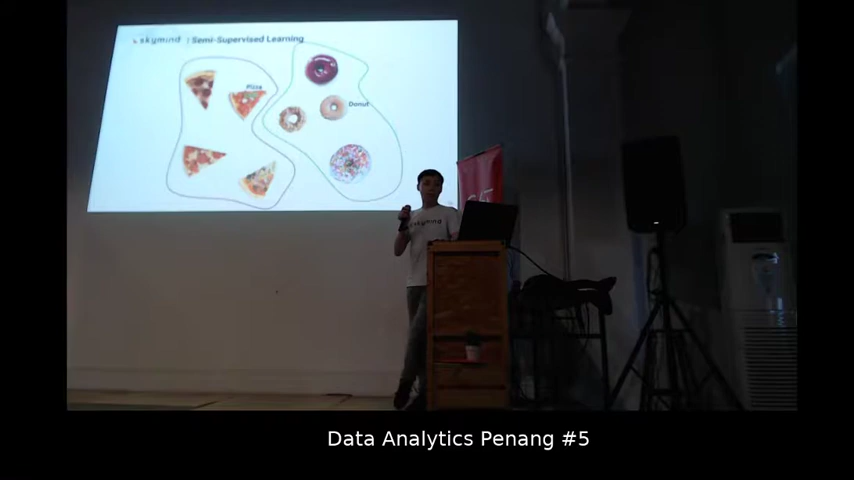 skymind | Semi-Supervised Learning
Pizza
Donut
skymind
Data Analytics Penang #5